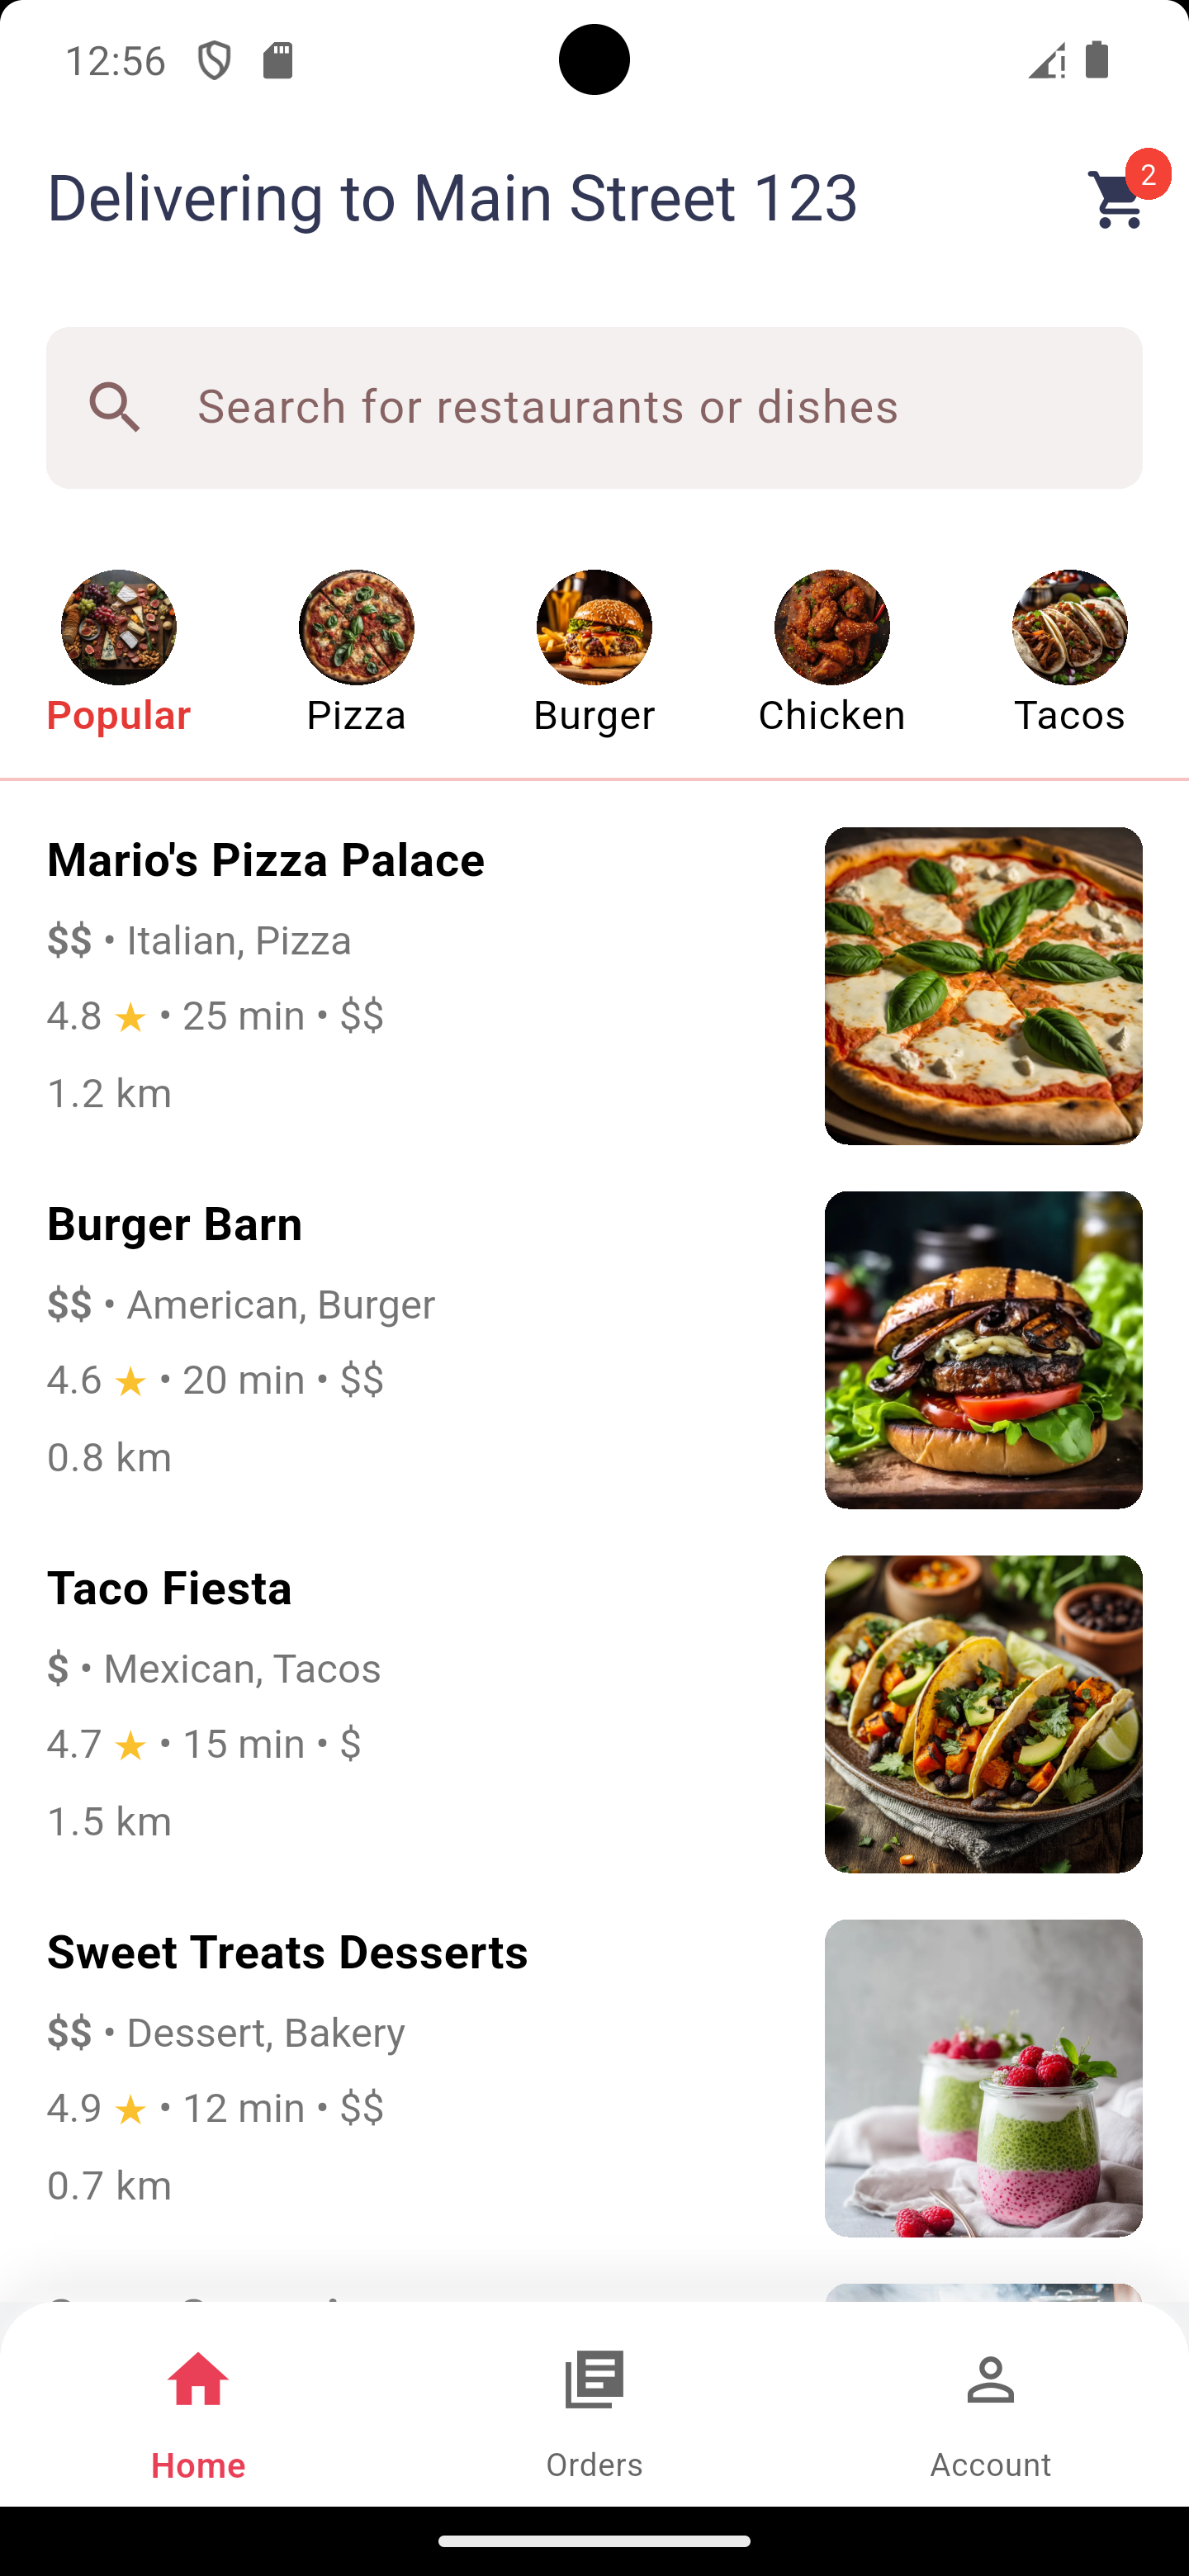 12:56
Delivering to Main Street 123
2
Search for restaurants or dishes
Popular
Pizza
Burger
Chicken
Tacos
Mario's Pizza Palace
$$ • Italian, Pizza
4.8 ★ • 25 min • $$
1.2 km
Burger Barn
$$ • American, Burger
4.6 ★ • 20 min • $$
0.8 km
Taco Fiesta
$ • Mexican, Tacos
4.7 ★ • 15 min • $
1.5 km
Sweet Treats Desserts
$$ • Dessert, Bakery
4.9 ★ • 12 min • $$
0.7 km
Home
Orders
Account